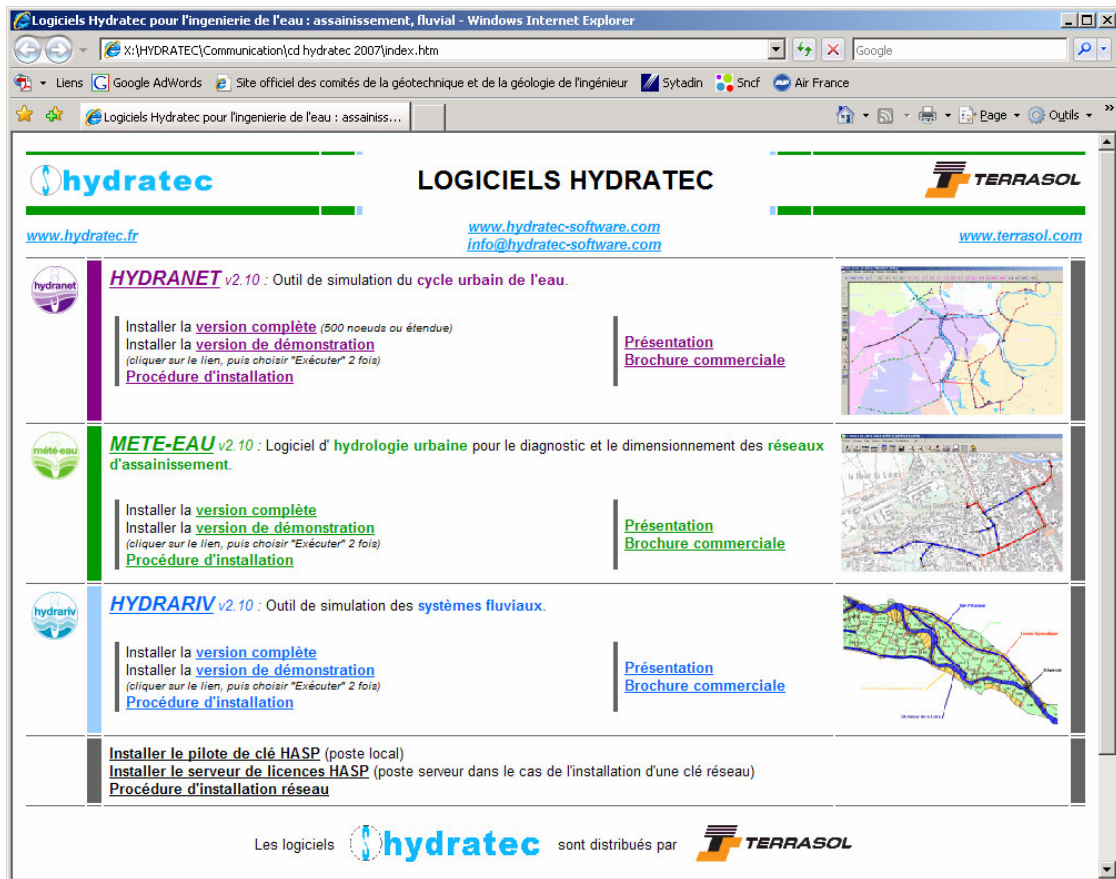 Logiciels Hydratec pour l'ingenierie de l'eau : assainissement, fluvial - Windows Internet Explorer
X:\HYDRATEC\Communication\cd hydratec 2007\index.htm
Google
Liens Google AdWords Site officiel des comités de la géotechnique et de la géologie de l'ingénieur Sytadin Sncf Air France
Logiciels Hydratec pour l'ingenierie de l'eau : assainiss...
Page Outils
hydratec
LOGICIELS HYDRATEC
TERRASOL
www.hydratec.fr
www.hydratec-software.com
info@hydratec-software.com
www.terrasol.com
hydranet
HYDRANET v2.10 : Outil de simulation du cycle urbain de l'eau.
Installer la version complète (500 noeuds ou étendue)
Installer la version de démonstration
(cliquer sur le lien, puis choisir "Exécuter" 2 fois)
Procédure d'installation
Présentation
Brochure commerciale
mété-eau
METE-EAU v2.10 : Logiciel d' hydrologie urbaine pour le diagnostic et le dimensionnement des réseaux
d'assainissement.
Installer la version complète
Installer la version de démonstration
(cliquer sur le lien, puis choisir "Exécuter" 2 fois)
Procédure d'installation
Présentation
Brochure commerciale
hydrariv
HYDRARIV v2.10 : Outil de simulation des systèmes fluviaux.
Installer la version complète
Installer la version de démonstration
(cliquer sur le lien, puis choisir "Exécuter" 2 fois)
Procédure d'installation
Présentation
Brochure commerciale
Installer le pilote de clé HASP (poste local)
Installer le serveur de licences HASP (poste serveur dans le cas de l'installation d'une clé réseau)
Procédure d'installation réseau
Les logiciels hydratec sont distribués par TERRASOL